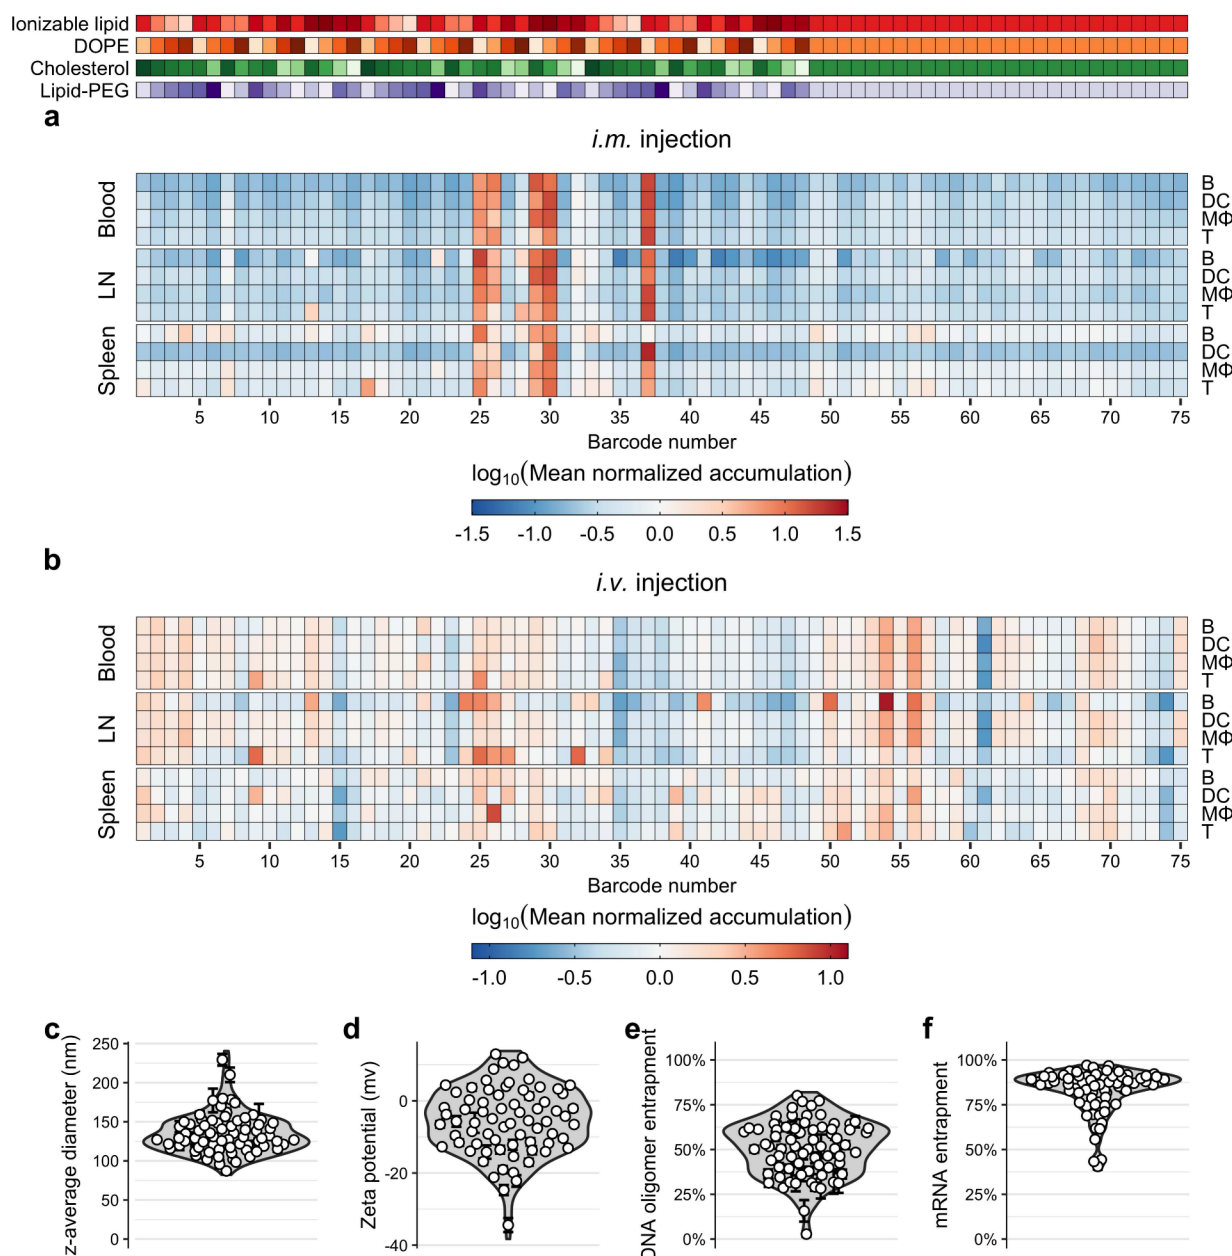 Ionizable lipid
DOPE
Cholesterol
Lipid-PEG
a
i.m. injection
Blood
B
DC
MΦ
T
LN
B
DC
MΦ
T
Spleen
B
DC
MΦ
T
5 10 15 20 25 30 35 40 45 50 55 60 65 70 75
Barcode number
log10(Mean normalized accumulation)
-1.5 -1.0 -0.5 0.0 0.5 1.0 1.5
b
i.v. injection
Blood
B
DC
MΦ
T
LN
B
DC
MΦ
T
Spleen
B
DC
MΦ
T
5 10 15 20 25 30 35 40 45 50 55 60 65 70 75
Barcode number
log10(Mean normalized accumulation)
-1.0 -0.5 0.0 0.5 1.0
c
z-average diameter (nm)
250
200
150
100
50
0
d
Zeta potential (mv)
0
-20
-40
e
DNA oligomer entrapment
100%
75%
50%
25%
0%
f
mRNA entrapment
100%
75%
50%
25%
0%